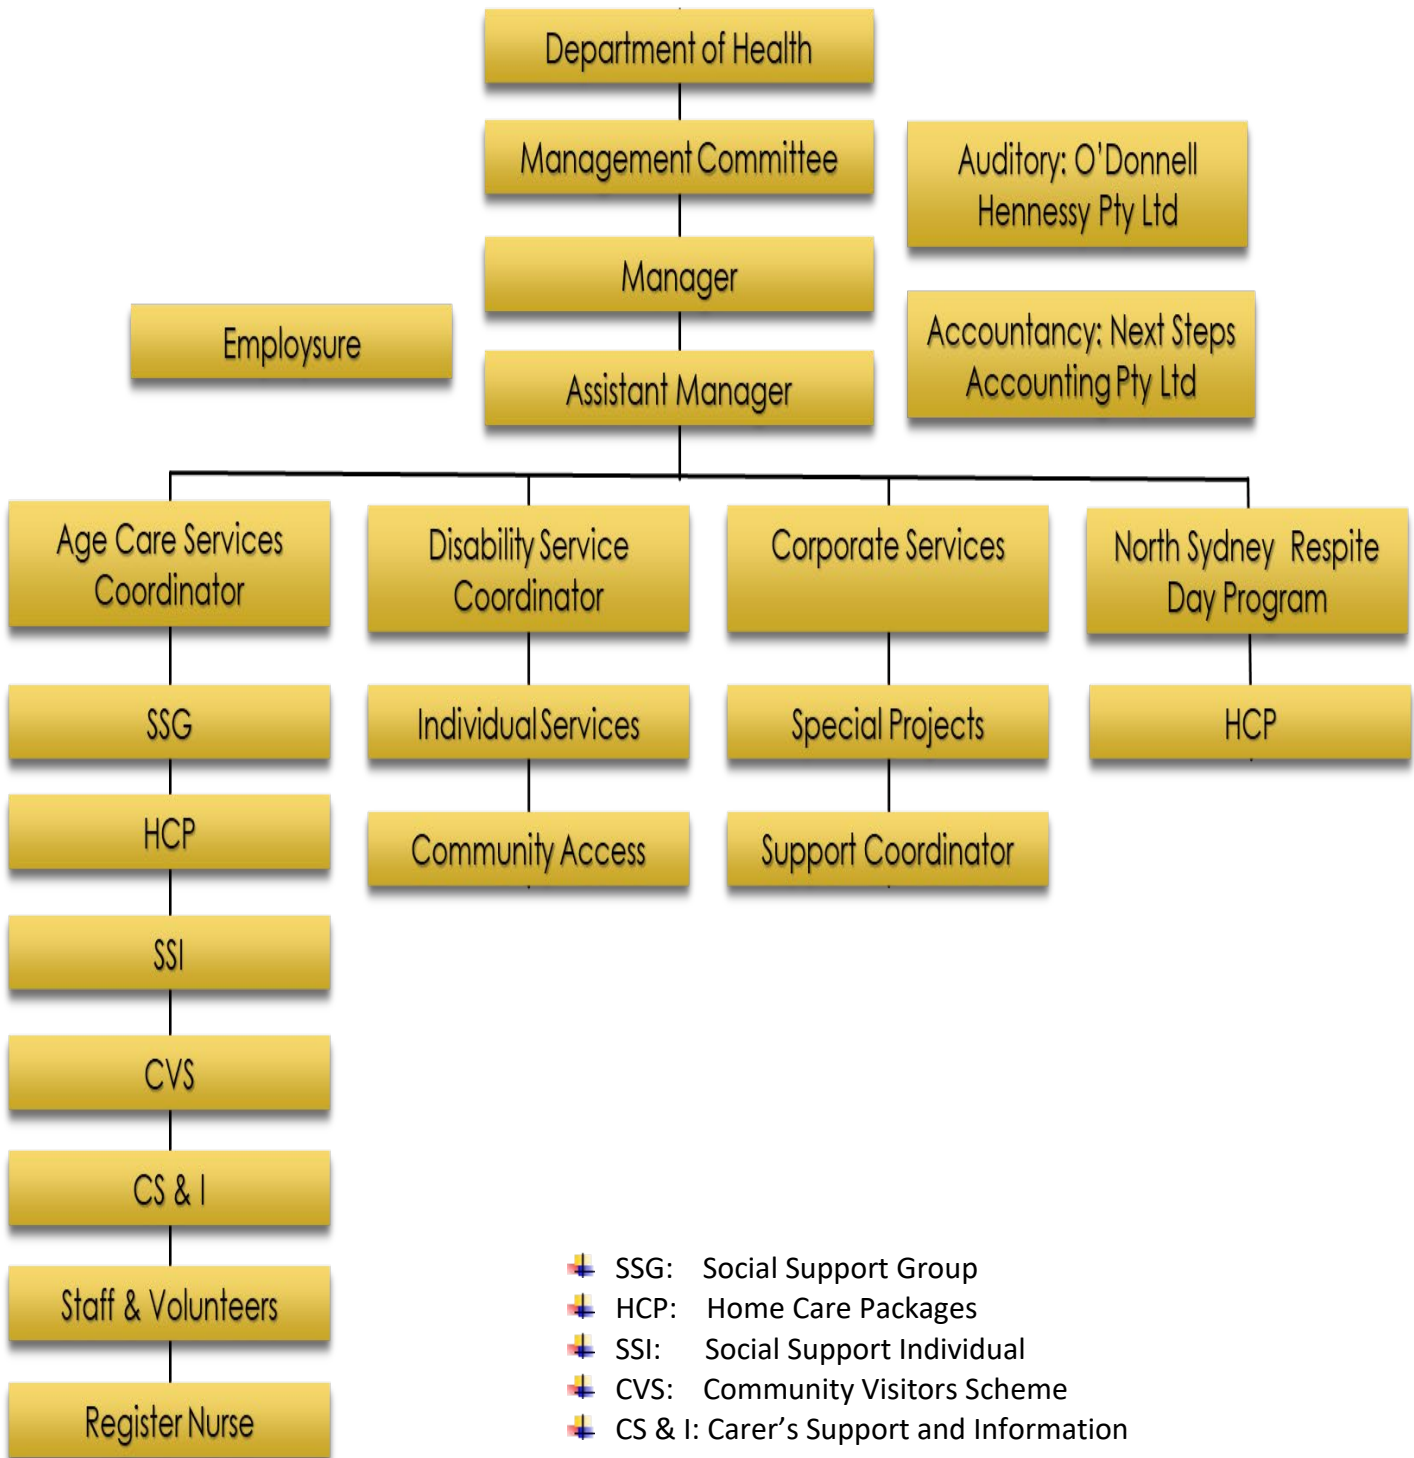 Department of Health
Management Committee
Auditory: O'Donnell
Hennessy Pty Ltd
Manager
Employsure
Accountancy: Next Steps
Accounting Pty Ltd
Assistant Manager
Age Care Services
Coordinator
Disability Service
Coordinator
Corporate Services
North Sydney Respite
Day Program
SSG
Individual Services
Special Projects
HCP
HCP
Community Access
Support Coordinator
SSI
CVS
CS & I
Staff & Volunteers
Register Nurse
SSG: Social Support Group
HCP: Home Care Packages
SSI: Social Support Individual
CVS: Community Visitors Scheme
CS & I: Carer’s Support and Information